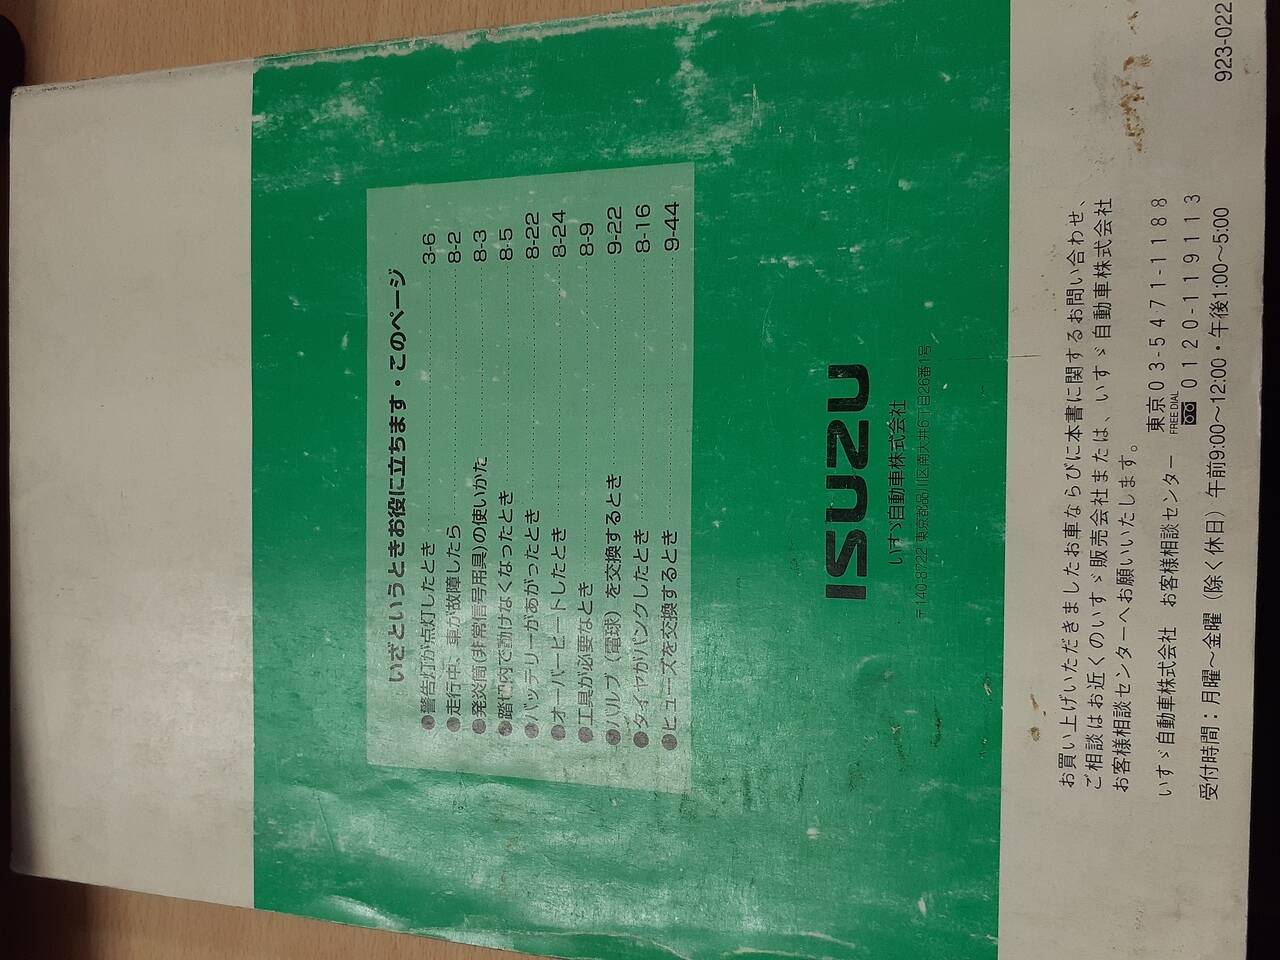 いざというときお役に立ちます・このページ
●警告灯が点灯したとき 3-6
●走行中、車が故障したら 8-2
●発炎筒(非常信号用具)の使いかた 8-3
●踏切内で動けなくなったとき 8-5
●バッテリーがあがったとき 8-22
●オーバーヒートしたとき 8-24
●工具が必要なとき 8-9
●バルブ（電球）を交換するとき 9-22
●タイヤがパンクしたとき 8-16
●ヒューズを交換するとき 9-44
ISUZU
いすゞ自動車株式会社
〒140-8722 東京都品川区南大井6丁目26番1号
お買い上げいただきましたお車ならびに本書に関するお問い合わせ、
ご相談はお近くのいすゞ販売会社または、いすゞ自動車株式会社
お客様相談センターへお願いいたします。
いすゞ自動車株式会社 お客様相談センター 東京03-5471-1188
FREE DIAL 0120-119113
受付時間：月曜～金曜（除く休日）午前9:00～12:00・午後1:00～5:00
923-022